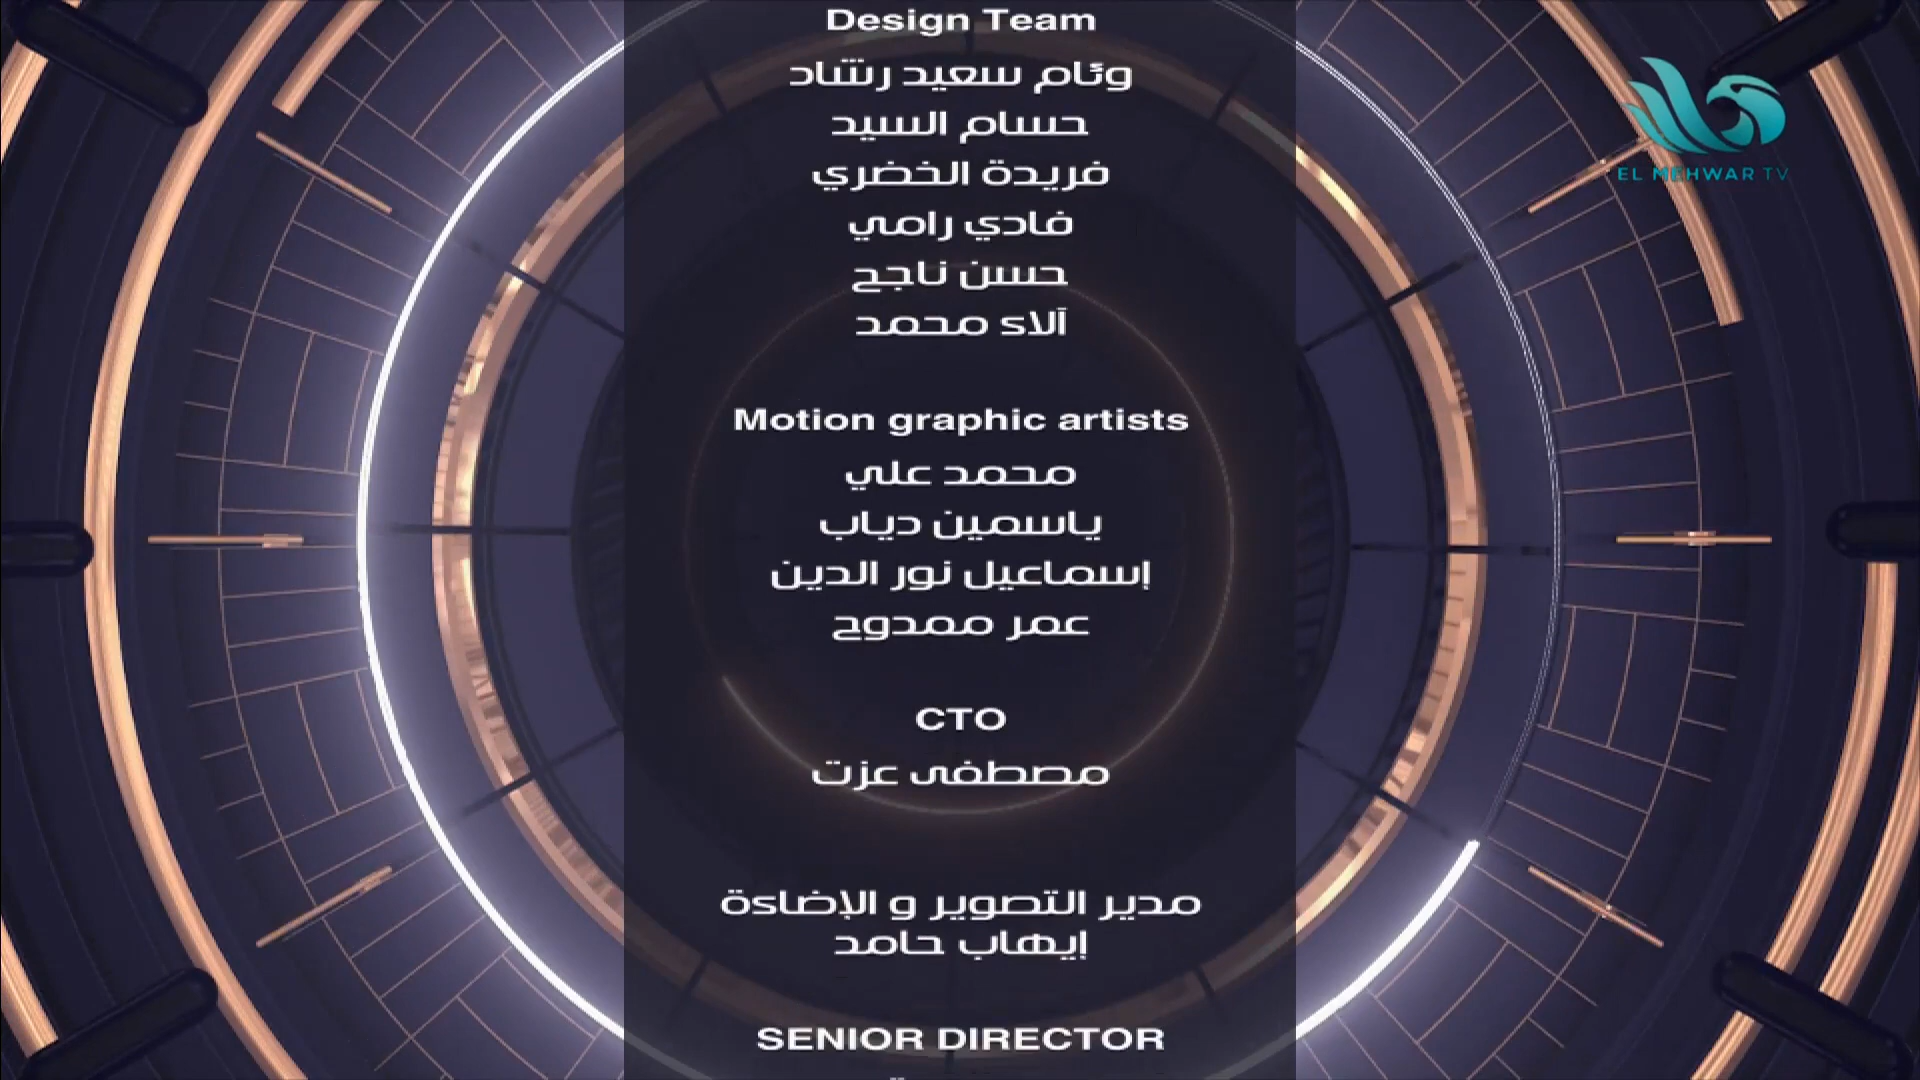 Design Team
وئام سعيد رشاد
حسام السيد
فريدة الخضري
فادي رامي
حسن ناجح
آلاء محمد
Motion graphic artists
محمد علي
ياسمين دياب
إسماعيل نور الدين
عمر ممدوح
CTO
مصطفى عزت
مدير التصوير و الإضاءة
إيهاب حامد
SENIOR DIRECTOR
EL MEHWAR TV